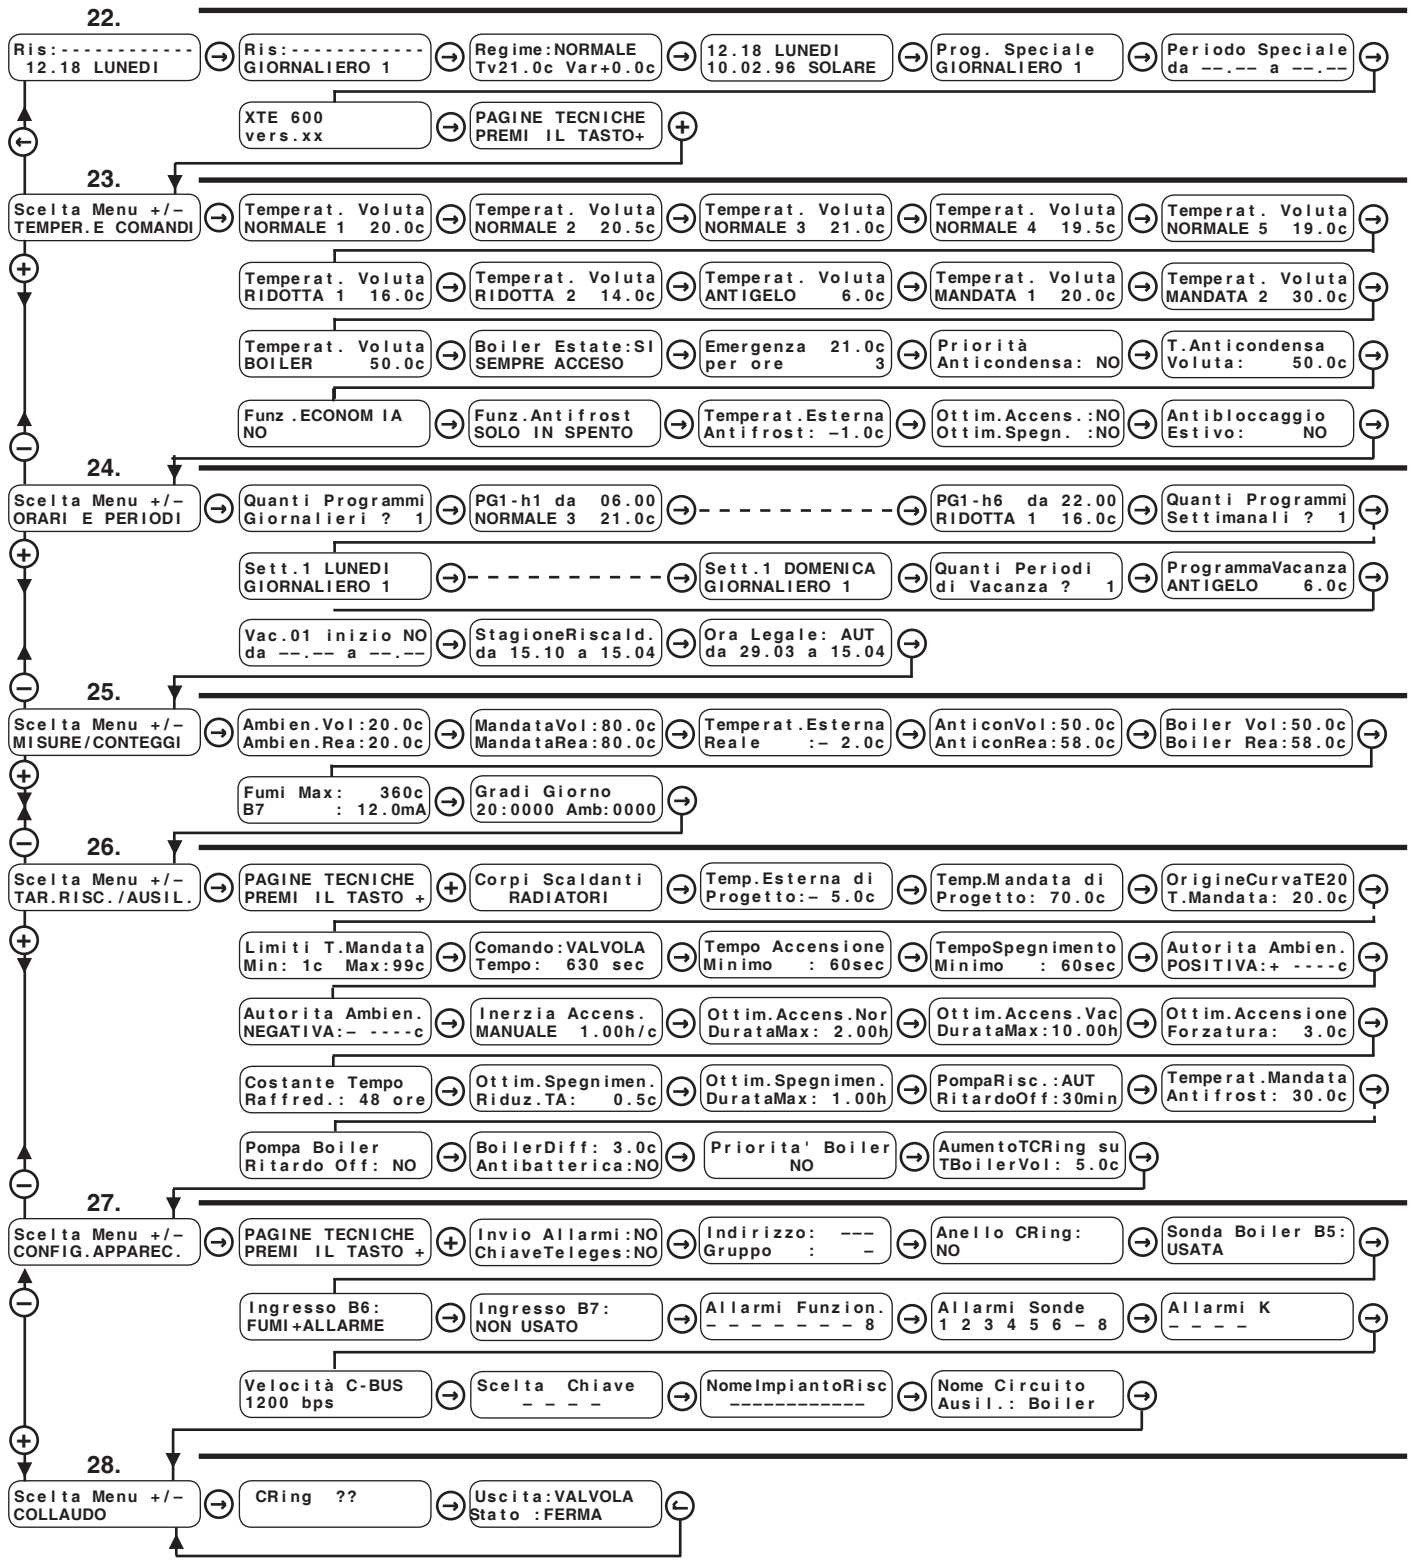 22.
Ris:------------
12.18 LUNEDI
Ris:------------
GIORNALIERO 1
Regime:NORMALE
Tv21.0c Var+0.0c
12.18 LUNEDI
10.02.96 SOLARE
Prog. Speciale
GIORNALIERO 1
Periodo Speciale
da --.-- a --.--
XTE 600
vers.xx
PAGINE TECNICHE
PREMI IL TASTO+
23.
Scelta Menu +/-
TEMPER.E COMANDI
Temperat. Voluta
NORMALE 1 20.0c
Temperat. Voluta
NORMALE 2 20.5c
Temperat. Voluta
NORMALE 3 21.0c
Temperat. Voluta
NORMALE 4 19.5c
Temperat. Voluta
NORMALE 5 19.0c
Temperat. Voluta
RIDOTTA 1 16.0c
Temperat. Voluta
RIDOTTA 2 14.0c
Temperat. Voluta
ANTIGELO 6.0c
Temperat. Voluta
MANDATA 1 20.0c
Temperat. Voluta
MANDATA 2 30.0c
Temperat. Voluta
BOILER 50.0c
Boiler Estate:SI
SEMPRE ACCESO
Emergenza 21.0c
per ore 3
Priorità
Anticondensa: NO
T.Anticondensa
Voluta: 50.0c
Funz.ECONOMIA
NO
Funz.Antifrost
SOLO IN SPENTO
Temperat.Esterna
Antifrost: -1.0c
Ottim.Accens.:NO
Ottim.Spegn. :NO
Antibloccaggio
Estivo: NO
24.
Scelta Menu +/-
ORARI E PERIODI
Quanti Programmi
Giornalieri ? 1
PG1-h1 da 06.00
NORMALE 3 21.0c
PG1-h6 da 22.00
RIDOTTA 1 16.0c
Quanti Programmi
Settimanali ? 1
Sett.1 LUNEDI
GIORNALIERO 1
Sett.1 DOMENICA
GIORNALIERO 1
Quanti Periodi
di Vacanza ? 1
ProgrammaVacanza
ANTIGELO 6.0c
Vac.01 inizio NO
da --.-- a --.--
StagioneRiscald.
da 15.10 a 15.04
Ora Legale: AUT
da 29.03 a 15.04
25.
Scelta Menu +/-
MISURE/CONTEGGI
Ambien.Vol:20.0c
Ambien.Rea:20.0c
MandataVol:80.0c
MandataRea:80.0c
Temperat.Esterna
Reale :- 2.0c
AnticonVol:50.0c
AnticonRea:58.0c
Boiler Vol:50.0c
Boiler Rea:58.0c
Fumi Max: 360c
B7 : 12.0mA
Gradi Giorno
20:0000 Amb:0000
26.
Scelta Menu +/-
TAR.RISC./AUSIL.
PAGINE TECNICHE
PREMI IL TASTO +
Corpi Scaldanti
RADIATORI
Temp.Esterna di
Progetto:- 5.0c
Temp.Mandata di
Progetto: 70.0c
OrigineCurvaTE20
T.Mandata: 20.0c
Limiti T.Mandata
Min: 1c Max:99c
Comando:VALVOLA
Tempo: 630 sec
Tempo Accensione
Minimo : 60sec
TempoSpegnimento
Minimo : 60sec
Autorita Ambien.
POSITIVA:+ ----c
Autorita Ambien.
NEGATIVA:- ----c
Inerzia Accens.
MANUALE 1.00h/c
Ottim.Accens.Nor
DurataMax: 2.00h
Ottim.Accens.Vac
DurataMax:10.00h
Ottim.Accensione
Forzatura: 3.0c
Costante Tempo
Raffred.: 48 ore
Ottim.Spegnimen.
Riduz.TA: 0.5c
Ottim.Spegnimen.
DurataMax: 1.00h
PompaRisc.:AUT
RitardoOff:30min
Temperat.Mandata
Antifrost: 30.0c
Pompa Boiler
Ritardo Off: NO
BoilerDiff: 3.0c
Antibatterica:NO
Priorita' Boiler
NO
AumentoTCRing su
TBoilerVol: 5.0c
27.
Scelta Menu +/-
CONFIG.APPAREC.
PAGINE TECNICHE
PREMI IL TASTO +
Invio Allarmi:NO
ChiaveTeleges:NO
Indirizzo: ---
Gruppo : -
Anello CRing:
NO
Sonda Boiler B5:
USATA
Ingresso B6:
FUMI+ALLARME
Ingresso B7:
NON USATO
Allarmi Funzion.
- - - - - - - 8
Allarmi Sonde
1 2 3 4 5 6 - 8
Allarmi K
- - - -
Velocità C-BUS
1200 bps
Scelta Chiave
- - - -
NomeImpiantoRisc
------------
Nome Circuito
Ausil.: Boiler
28.
Scelta Menu +/-
COLLAUDO
CRing ??
Uscita:VALVOLA
Stato :FERMA